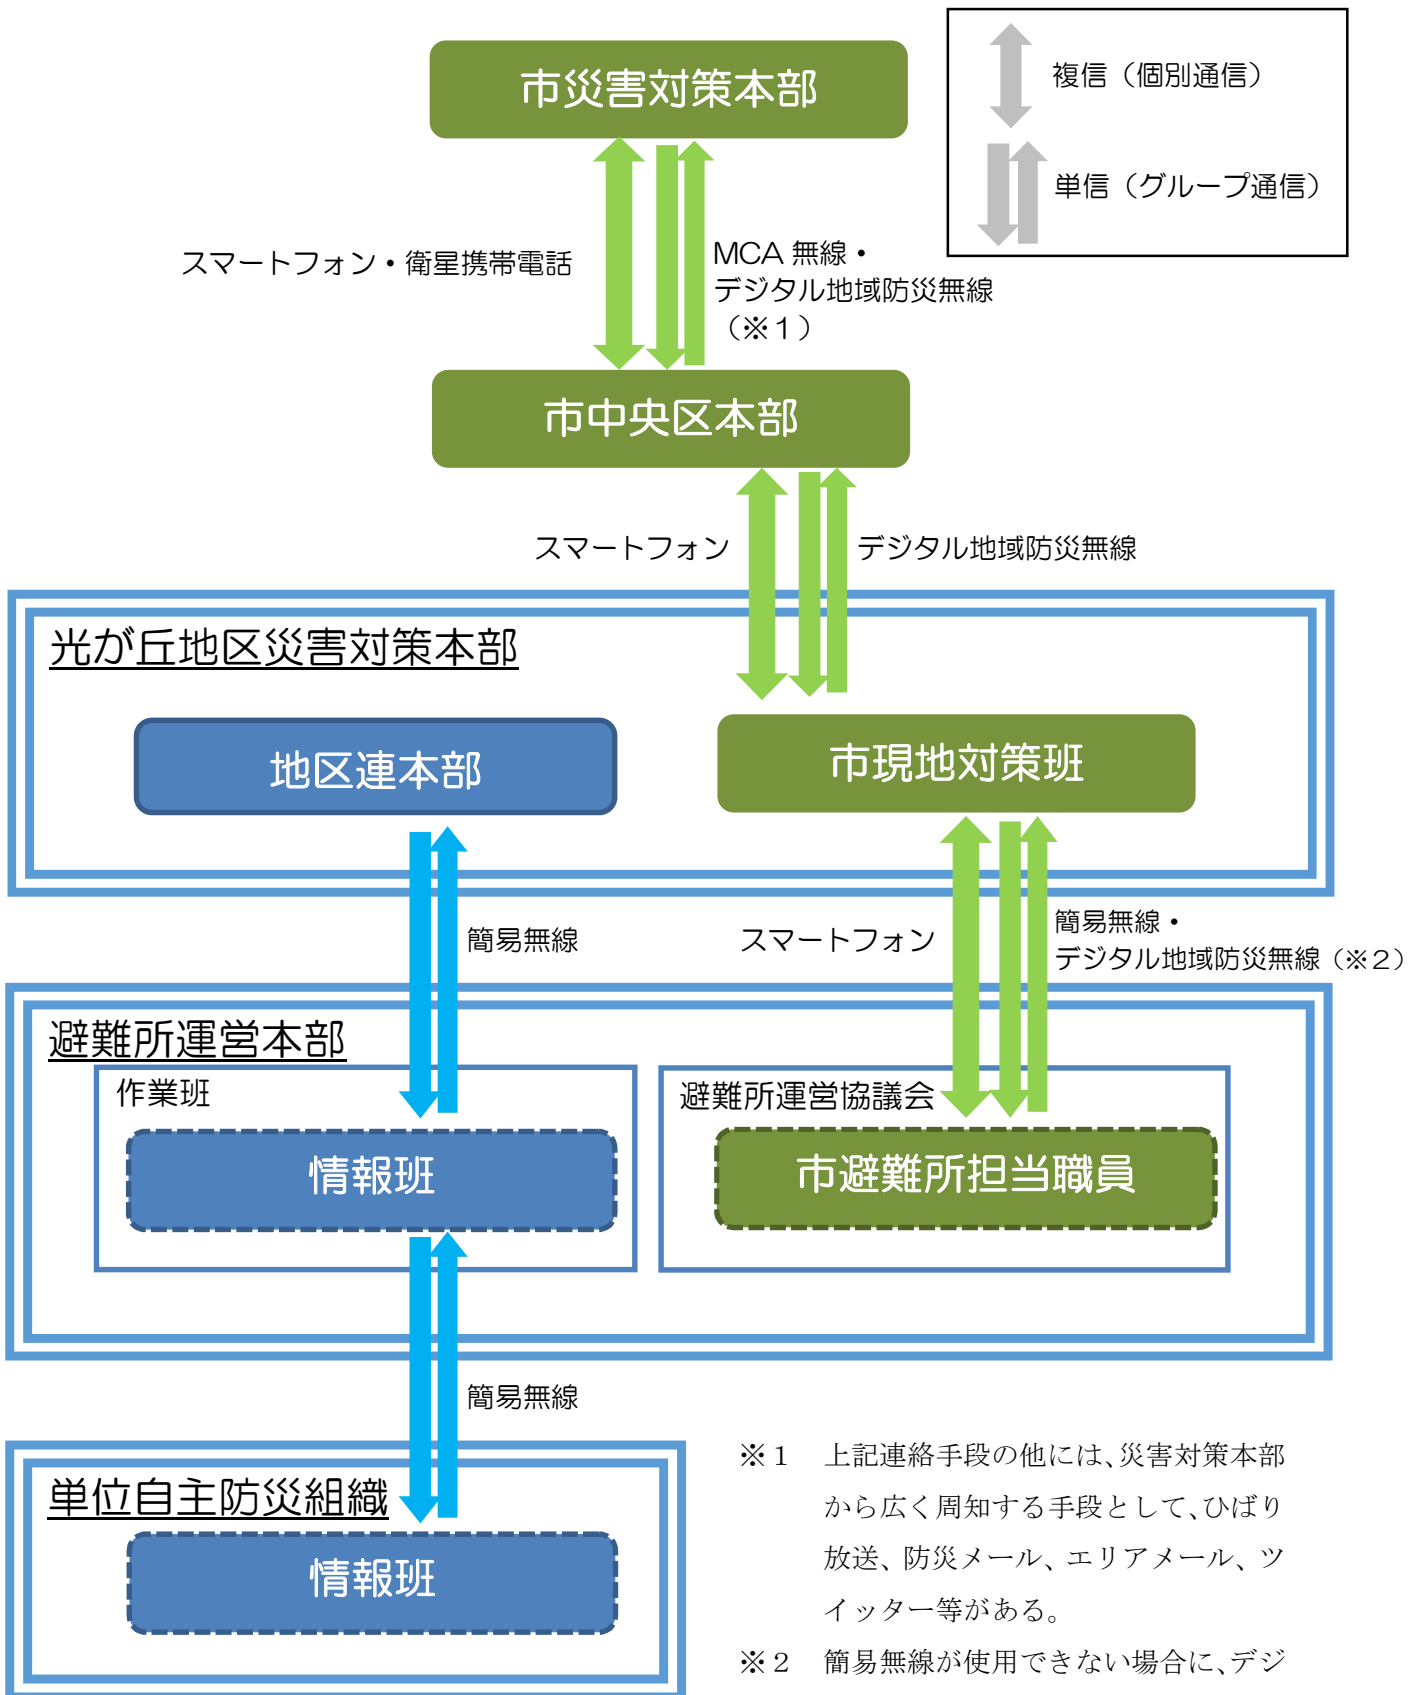 市災害対策本部
複信（個別通信）
単信（グループ通信）
スマートフォン・衛星携帯電話
MCA 無線・
デジタル地域防災無線
（※１）
市中央区本部
スマートフォン
デジタル地域防災無線
光が丘地区災害対策本部
地区連本部
市現地対策班
簡易無線
スマートフォン
簡易無線・
デジタル地域防災無線（※２）
避難所運営本部
作業班
情報班
避難所運営協議会
市避難所担当職員
簡易無線
単位自主防災組織
情報班
※１　上記連絡手段の他には、災害対策本部
から広く周知する手段として、ひばり
放送、防災メール、エリアメール、ツ
イッター等がある。
※２　簡易無線が使用できない場合に、デジ